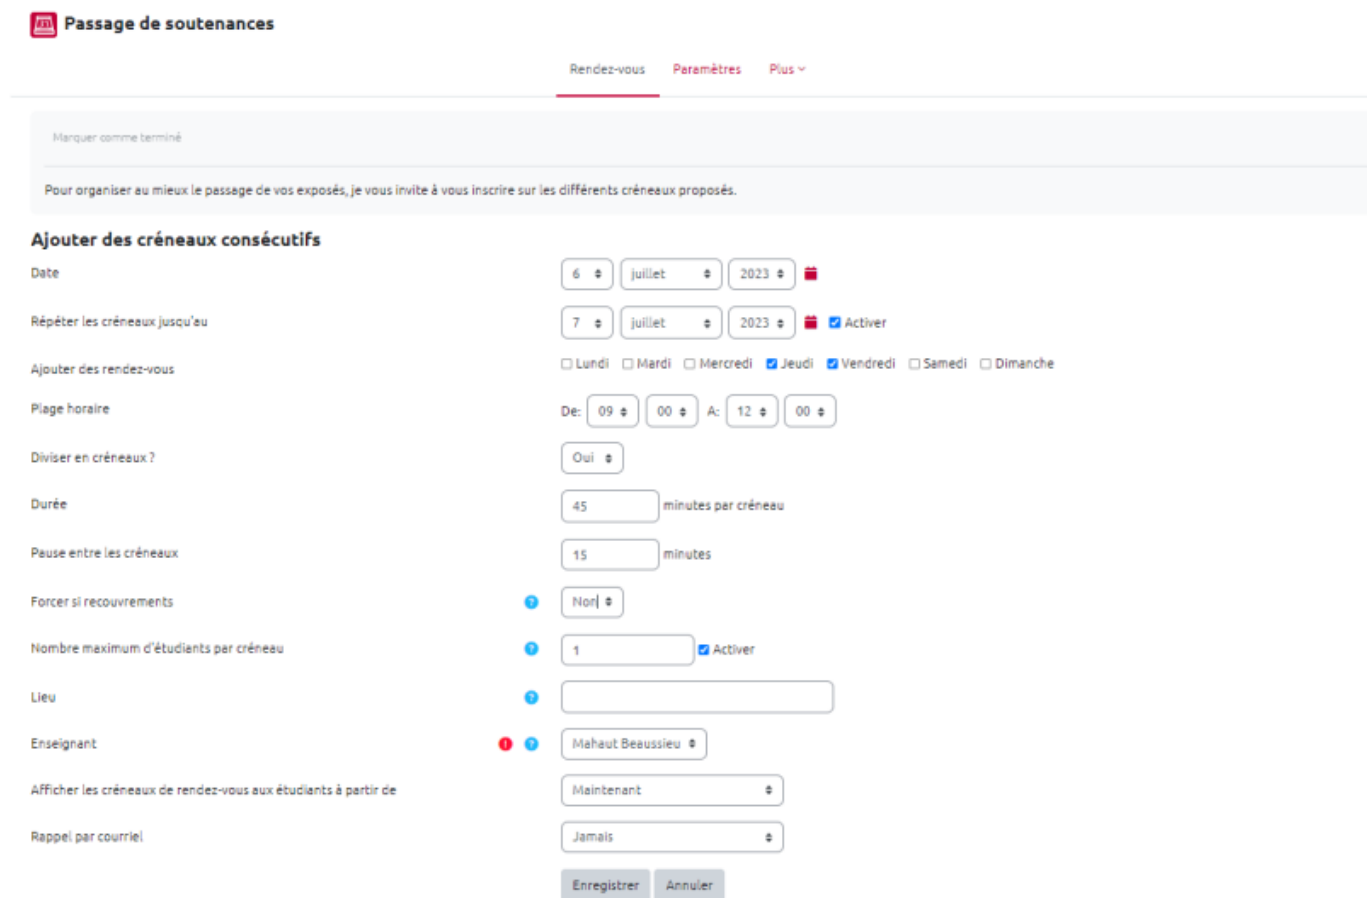 Passage de soutenances
Rendez-vous Paramètres Plus
Marquer comme terminé
Pour organiser au mieux le passage de vos exposés, je vous invite à vous inscrire sur les différents créneaux proposés.
Ajouter des créneaux consécutifs
Date 6 juillet 2023
Répéter les créneaux jusqu'au 7 juillet 2023 Activer
Ajouter des rendez-vous Lundi Mardi Mercredi Jeudi Vendredi Samedi Dimanche
Plage horaire De: 09 00 A: 12 00
Diviser en créneaux ? Oui
Durée 45 minutes par créneau
Pause entre les créneaux 15 minutes
Forcer si recouvrements ? Non
Nombre maximum d'étudiants par créneau ? 1 Activer
Lieu ?
Enseignant ! ? Mahaut Beaussieu
Afficher les créneaux de rendez-vous aux étudiants à partir de Maintenant
Rappel par courriel Jamais
Enregistrer Annuler